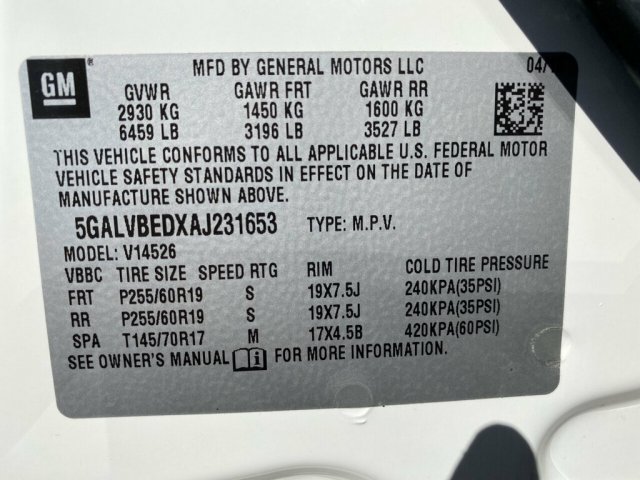 GM ®
MFD BY GENERAL MOTORS LLC 04/
GVWR GAWR FRT GAWR RR
2930 KG 1450 KG 1600 KG
6459 LB 3196 LB 3527 LB
THIS VEHICLE CONFORMS TO ALL APPLICABLE U.S. FEDERAL MOTOR
VEHICLE SAFETY STANDARDS IN EFFECT ON THE DATE OF
MANUFACTURE SHOWN ABOVE.
5GALVBEDXAJ231653 TYPE: M.P.V.
MODEL: V14526
VBBC TIRE SIZE SPEED RTG RIM COLD TIRE PRESSURE
FRT P255/60R19 S 19X7.5J 240KPA(35PSI)
RR P255/60R19 S 19X7.5J 240KPA(35PSI)
SPA T145/70R17 M 17X4.5B 420KPA(60PSI)
SEE OWNER'S MANUAL FOR MORE INFORMATION.